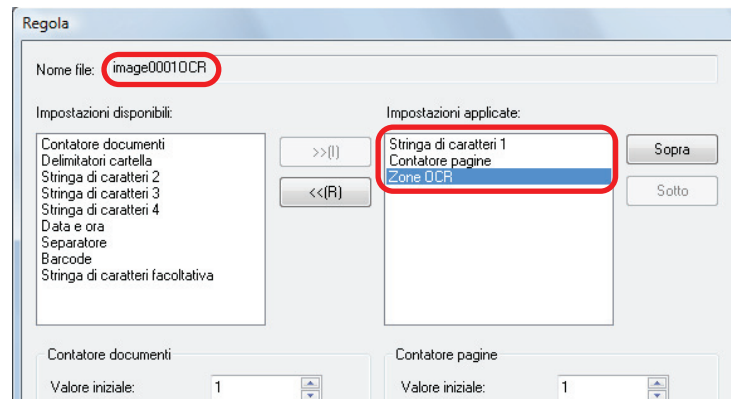 Regola
Nome file: image0001OCR
Impostazioni disponibili:
Contatore documenti
Delimitatori cartella
Stringa di caratteri 2
Stringa di caratteri 3
Stringa di caratteri 4
Data e ora
Separatore
Barcode
Stringa di caratteri facoltativa
>>(I)
<<(R)
Impostazioni applicate:
Stringa di caratteri 1
Contatore pagine
Zone OCR
Sopra
Sotto
Contatore documenti
Valore iniziale: 1
Contatore pagine
Valore iniziale: 1